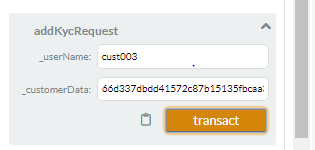 addKycRequest
_userName: cust003
_customerData: 66d337dbdd41572c87b15135fbcaa
transact